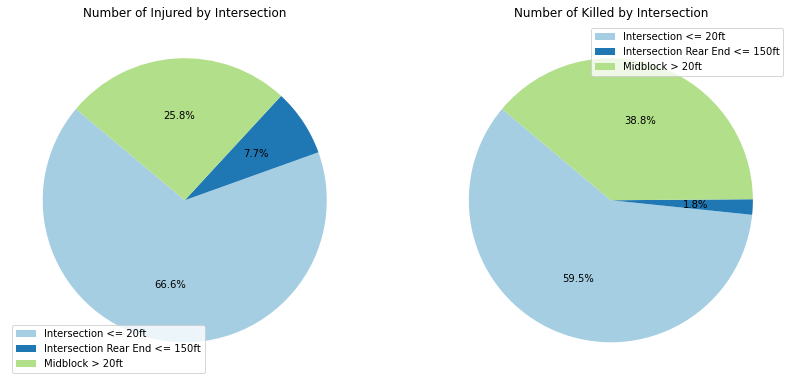 Number of Injured by Intersection
25.8%
7.7%
66.6%
Intersection <= 20ft
Intersection Rear End <= 150ft
Midblock > 20ft
Number of Killed by Intersection
Intersection <= 20ft
Intersection Rear End <= 150ft
Midblock > 20ft
38.8%
1.8%
59.5%